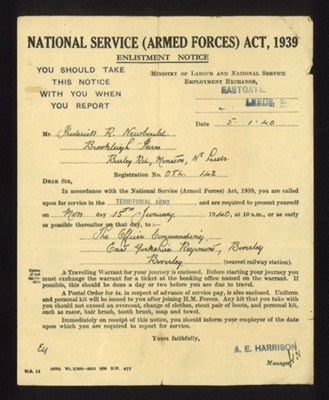 NATIONAL SERVICE (ARMED FORCES) ACT, 1939
ENLISTMENT NOTICE
YOU SHOULD TAKE
THIS NOTICE
WITH YOU WHEN
YOU REPORT
MINISTRY OF LABOUR AND NATIONAL SERVICE
EMPLOYMENT EXCHANGE,
EASTGATE,
LEEDS, 2.
Date 5 · 1 · 40
Mr. Frederick R. Newbould
Brookleigh Farm
Burley Rd, Menston, Nr Leeds.
Registration No. OTL 142
DEAR SIR,
In accordance with the National Service (Armed Forces) Act, 1939, you are called
upon for service in the TERRITORIAL ARMY and are required to present yourself
on Mon day 15th January 1940, at 10 a.m., or as early
as possible thereafter on that day, to—
The Officer Commanding,
East Yorkshire Regiment, Beverley
Beverley (nearest railway station).
A Travelling Warrant for your journey is enclosed. Before starting your journey you
must exchange the warrant for a ticket at the booking office named on the warrant. If
possible, this should be done a day or two before you are due to travel.
A Postal Order for 4s. in respect of advance of service pay, is also enclosed. Uniform
and personal kit will be issued to you after joining H.M. Forces. Any kit that you take with
you should not exceed an overcoat, change of clothes, stout pair of boots, and personal kit,
such as razor, hair brush, tooth brush, soap and towel.
Immediately on receipt of this notice, you should inform your employer of the date
upon which you are required to report for service.
Yours faithfully,
A. E. HARRISON
Manager
N.S. 12